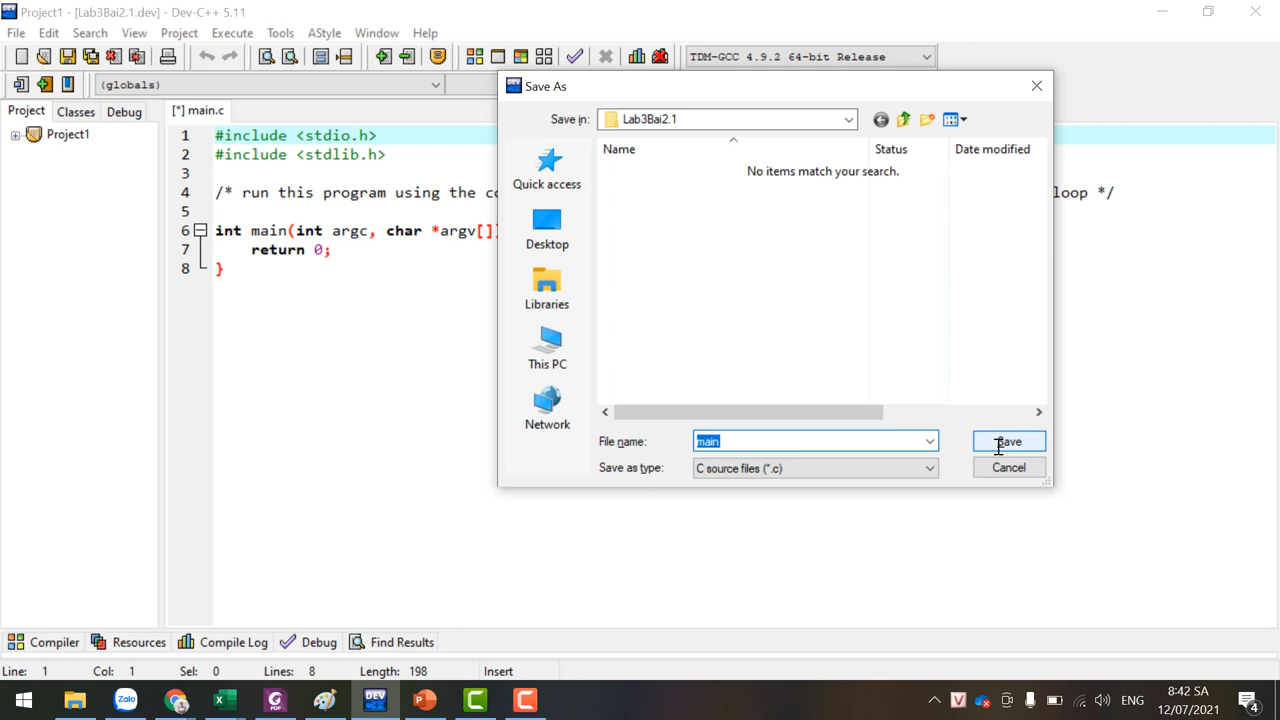 Project1 - [Lab3Bai2.1.dev] - Dev-C++ 5.11
File Edit Search View Project Execute Tools AStyle Window Help
TDM-GCC 4.9.2 64-bit Release
(globals)
Project Classes Debug
[*] main.c
Project1
1 #include <stdio.h>
2 #include <stdlib.h>
3
4 /* run this program using the co loop */
5
6 int main(int argc, char *argv[])
7 return 0;
8 }
Save As
Save in: Lab3Bai2.1
Name Status Date modified
No items match your search.
Quick access
Desktop
Libraries
This PC
Network
File name: main Save
Save as type: C source files (*.c) Cancel
Compiler Resources Compile Log Debug Find Results
Line: 1 Col: 1 Sel: 0 Lines: 8 Length: 198 Insert
Zalo
PDF
DEV
ENG
8:42 SA
12/07/2021
4